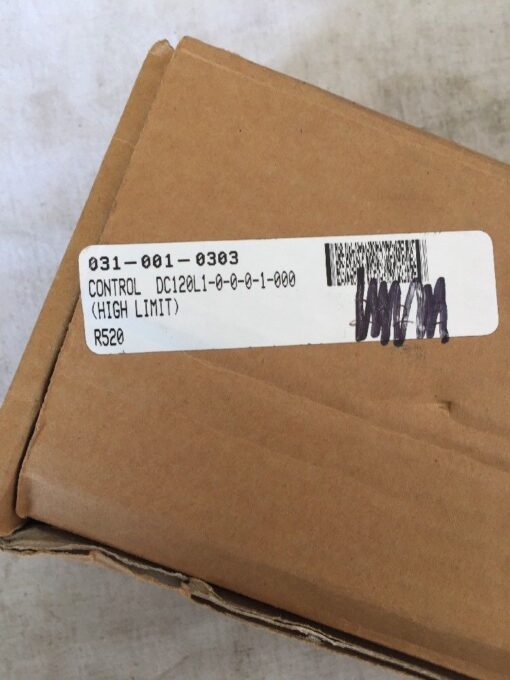 031-001-0303
CONTROL DC120L1-0-0-0-1-000
(HIGH LIMIT)
R520